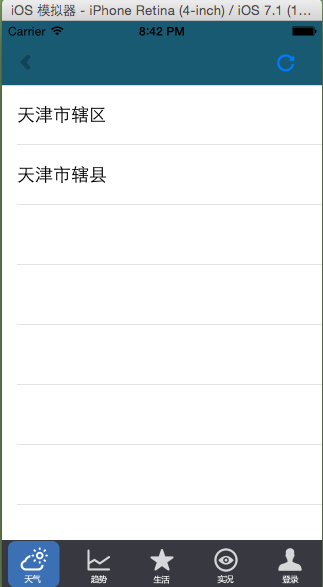 iOS 模拟器 - iPhone Retina (4-inch) / iOS 7.1 (1...
Carrier 8:42 PM
天津市辖区
天津市辖县
天气 趋势 生活 实况 登录